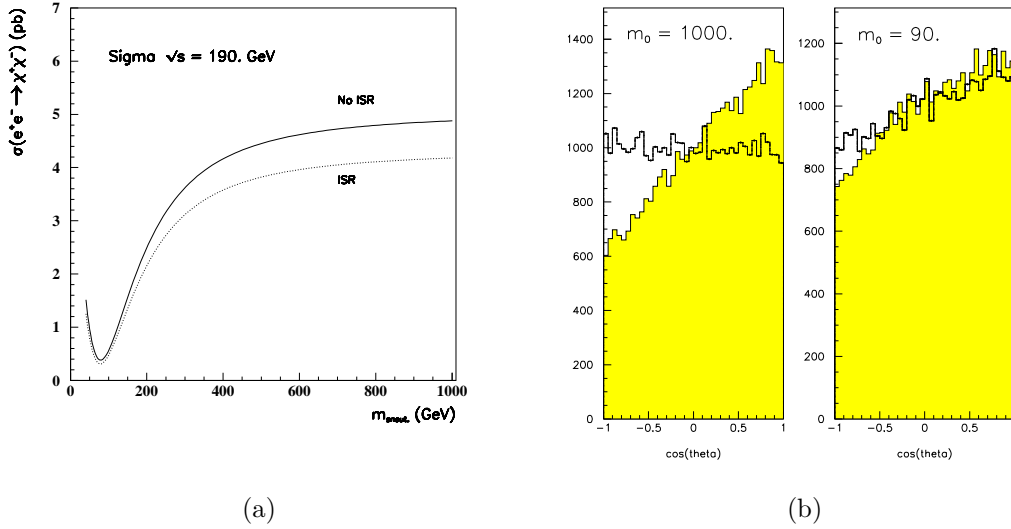 σ(e⁺e⁻→χ⁺χ⁻) (pb)
Sigma √s = 190. GeV
No ISR
ISR
7
6
5
4
3
2
1
0
0 200 400 600 800 1000
m_sneut. (GeV)
(a)
m₀ = 1000.
1400
1200
1000
800
600
400
200
0
-1 -0.5 0 0.5 1
cos(theta)
m₀ = 90.
1200
1000
800
600
400
200
0
-1 -0.5 0 0.5 1
cos(theta)
(b)